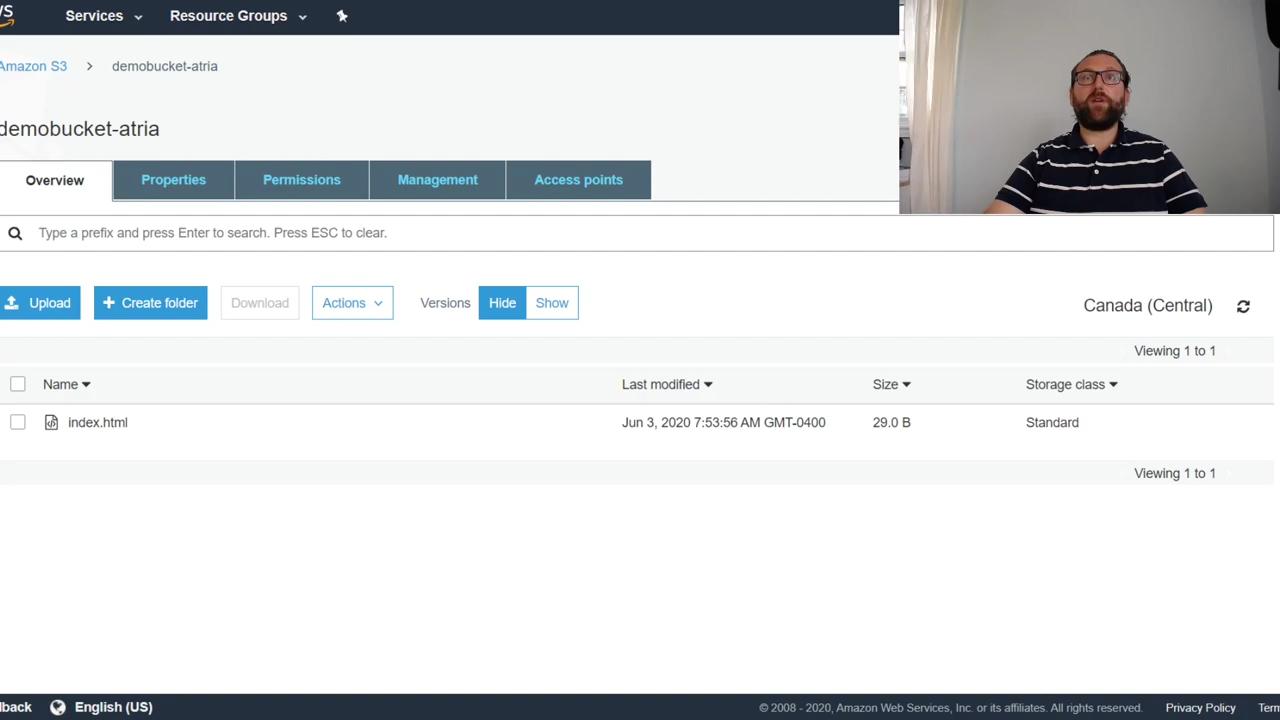 Services
Resource Groups
Amazon S3 > demobucket-atria
demobucket-atria
Overview
Properties
Permissions
Management
Access points
Type a prefix and press Enter to search. Press ESC to clear.
Upload
+ Create folder
Download
Actions
Versions
Hide
Show
Canada (Central)
Viewing 1 to 1
Name
Last modified
Size
Storage class
index.html
Jun 3, 2020 7:53:56 AM GMT-0400
29.0 B
Standard
Viewing 1 to 1
English (US)
© 2008 - 2020, Amazon Web Services, Inc. or its affiliates. All rights reserved.
Privacy Policy